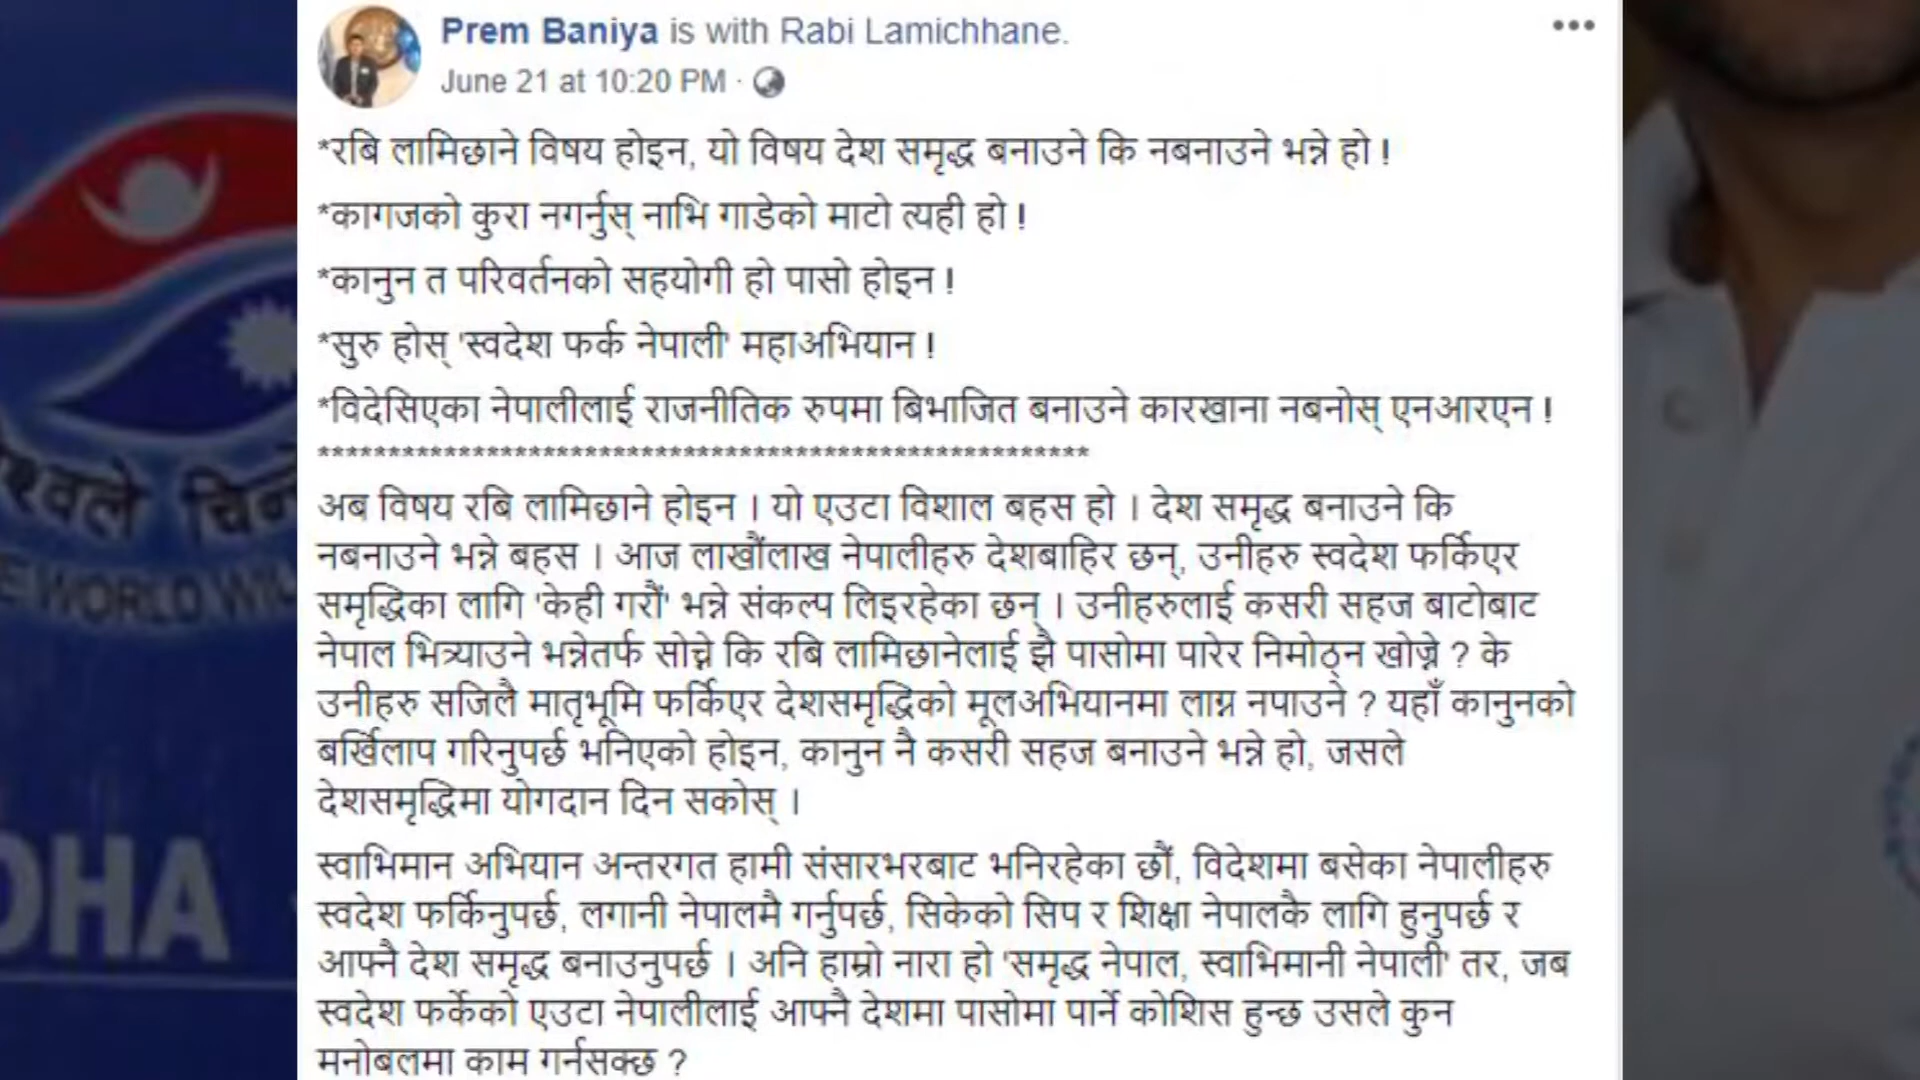 Prem Baniya is with Rabi Lamichhane.
June 21 at 10:20 PM ·
*रबि लामिछाने विषय होइन, यो विषय देश समृद्ध बनाउने कि नबनाउने भन्ने हो !
*कागजको कुरा नगर्नुस् नाभि गाडेको माटो त्यही हो !
*कानुन त परिवर्तनको सहयोगी हो पासो होइन !
*सुरु होस् 'स्वदेश फर्क नेपाली' महाअभियान !
*विदेसिएका नेपालीलाई राजनीतिक रुपमा बिभाजित बनाउने कारखाना नबनोस् एनआरएन !
*******************************************************
अब विषय रबि लामिछाने होइन । यो एउटा विशाल बहस हो । देश समृद्ध बनाउने कि
नबनाउने भन्ने बहस । आज लाखौंलाख नेपालीहरु देशबाहिर छन्, उनीहरु स्वदेश फर्किएर
समृद्धिका लागि 'केही गरौं' भन्ने संकल्प लिइरहेका छन् । उनीहरुलाई कसरी सहज बाटोबाट
नेपाल भित्र्याउने भन्नेतर्फ सोच्ने कि रबि लामिछानेलाई झै पासोमा पारेर निमोठ्न खोज्ने ? के
उनीहरु सजिलै मातृभूमि फर्किएर देशसमृद्धिको मूलअभियानमा लाग्न नपाउने ? यहाँ कानुनको
बर्खिलाप गरिनुपर्छ भनिएको होइन, कानुन नै कसरी सहज बनाउने भन्ने हो, जसले
देशसमृद्धिमा योगदान दिन सकोस् ।
स्वाभिमान अभियान अन्तरगत हामी संसारभरबाट भनिरहेका छौं, विदेशमा बसेका नेपालीहरु
स्वदेश फर्किनुपर्छ, लगानी नेपालमै गर्नुपर्छ, सिकेको सिप र शिक्षा नेपालकै लागि हुनुपर्छ र
आफ्नै देश समृद्ध बनाउनुपर्छ । अनि हाम्रो नारा हो 'समृद्ध नेपाल, स्वाभिमानी नेपाली' तर, जब
स्वदेश फर्केको एउटा नेपालीलाई आफ्नै देशमा पासोमा पार्ने कोशिस हुन्छ उसले कुन
मनोबलमा काम गर्नसक्छ ?
WORLD